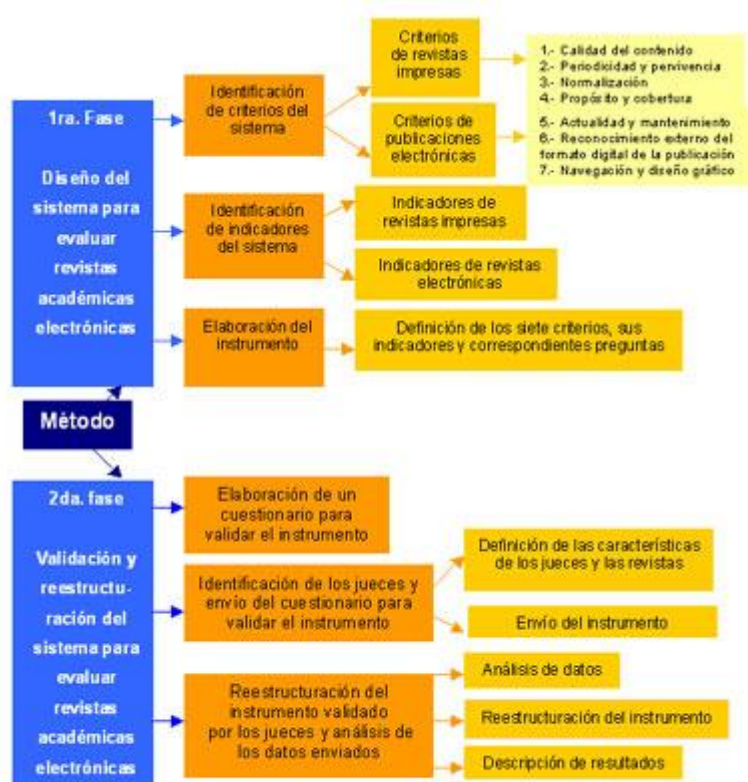 1ra. Fase
Diseño del
sistema para
evaluar
revistas
académicas
electrónicas
Identificación
de criterios del
sistema
Criterios
de revistas
impresas
Criterios de
publicaciones
electrónicas
1.- Calidad del contenido
2.- Periodicidad y pervivencia
3.- Normalización
4.- Propósito y cobertura
5.- Actualidad y mantenimiento
6.- Reconocimiento externo del
formato digital de la publicación
7.- Navegación y diseño gráfico
Identificación
de indicadores
del sistema
Indicadores de
revistas impresas
Indicadores de revistas
electrónicas
Elaboración del
instrumento
Definición de los siete criterios, sus
indicadores y correspondientes preguntas
Método
2da. fase
Validación y
reestructu-
ración del
sistema para
evaluar
revistas
académicas
electrónicas
Elaboración de un
cuestionario para
validar el instrumento
Identificación de los jueces y
envío del cuestionario para
validar el instrumento
Definición de las características
de los jueces y las revistas
Envío del instrumento
Reestructuración del
instrumento validado
por los jueces y análisis de
los datos enviados
Análisis de datos
Reestructuración del instrumento
Descripción de resultados